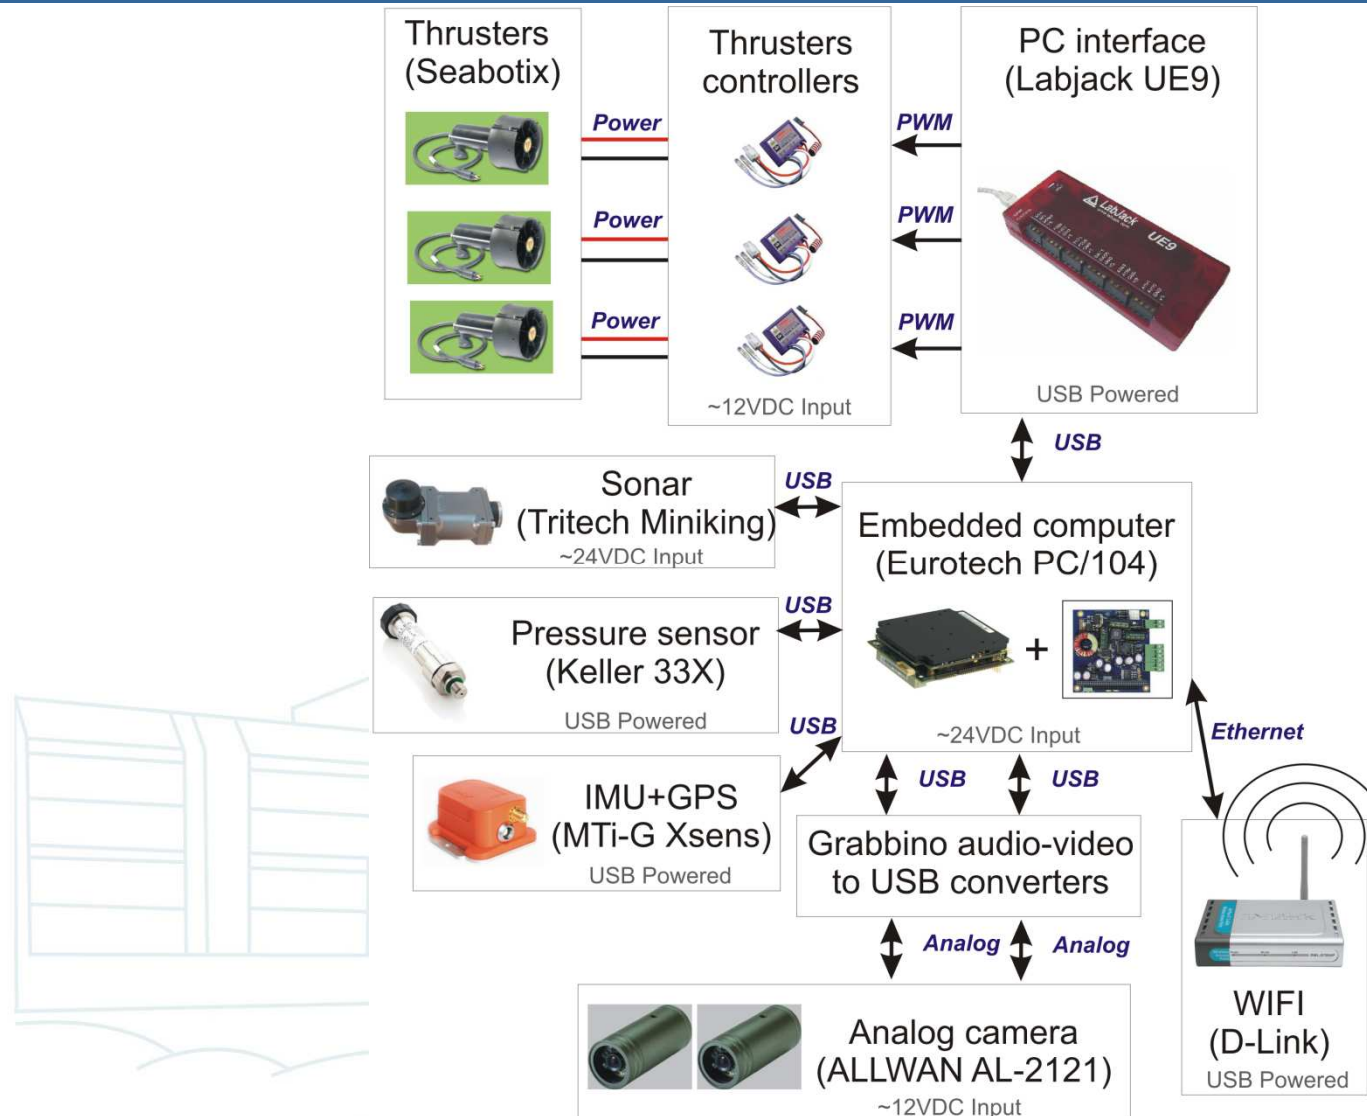 Thrusters
(Seabotix)
Thrusters
controllers
PC interface
(Labjack UE9)
Power
PWM
Power
PWM
Power
PWM
LabJack
UE9
~12VDC Input
USB Powered
USB
Sonar
(Tritech Miniking)
~24VDC Input
USB
Embedded computer
(Eurotech PC/104)
~24VDC Input
Pressure sensor
(Keller 33X)
USB Powered
USB
+
USB
Ethernet
IMU+GPS
(MTi-G Xsens)
USB Powered
USB
USB
Grabbino audio-video
to USB converters
Analog
Analog
Analog camera
(ALLWAN AL-2121)
~12VDC Input
WIFI
(D-Link)
USB Powered